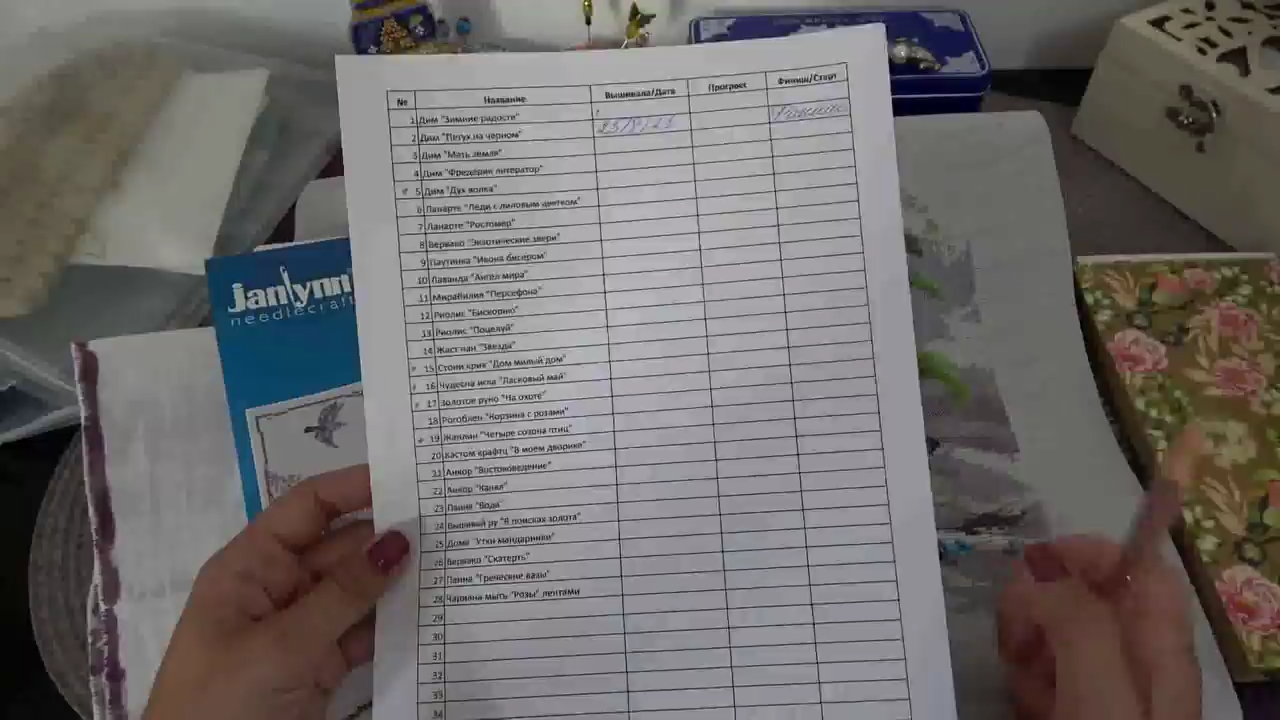 janlynn
needlecraft
№ Название Вышивала/Дата Прогресс Финиш/Старт
1 Дим "Зимние радости"
2 Дим "Петух на черном"
3 Дим "Мать земля"
4 Дим "Фредерик литератор"
5 Дим "Дух волка"
6 Ланарте "Леди с лиловым цветком"
7 Ланарте "Ростомер"
8 Вервако "Экзотические звери"
9 Паутинка "Икона бисером"
10 Лаванда "Ангел мира"
11 Мирабилия "Персефона"
12 Риолис "Бискорню"
13 Риолис "Поцелуй"
14 Жаст нан "Звезда"
15 Стони крик "Дом милый дом"
16 Чудесна игла "Ласковый май"
17 Золотое руно "На охоте"
18 Рогоблен "Корзина с розами"
19 Жанлин "Четыре сезона птиц"
20 Кастом крафтц "В моем дворике"
21 Анкор "Востоковедение"
22 Анкор "Канал"
23 Панна "Вода"
24 Вышивай ру "В поисках золота"
25 Доме "Утки мандаринки"
26 Вервако "Скатерть"
27 Панна "Греческие вазы"
28 Чаривна мыть "Розы" лентами
29
30
31
32
33
34